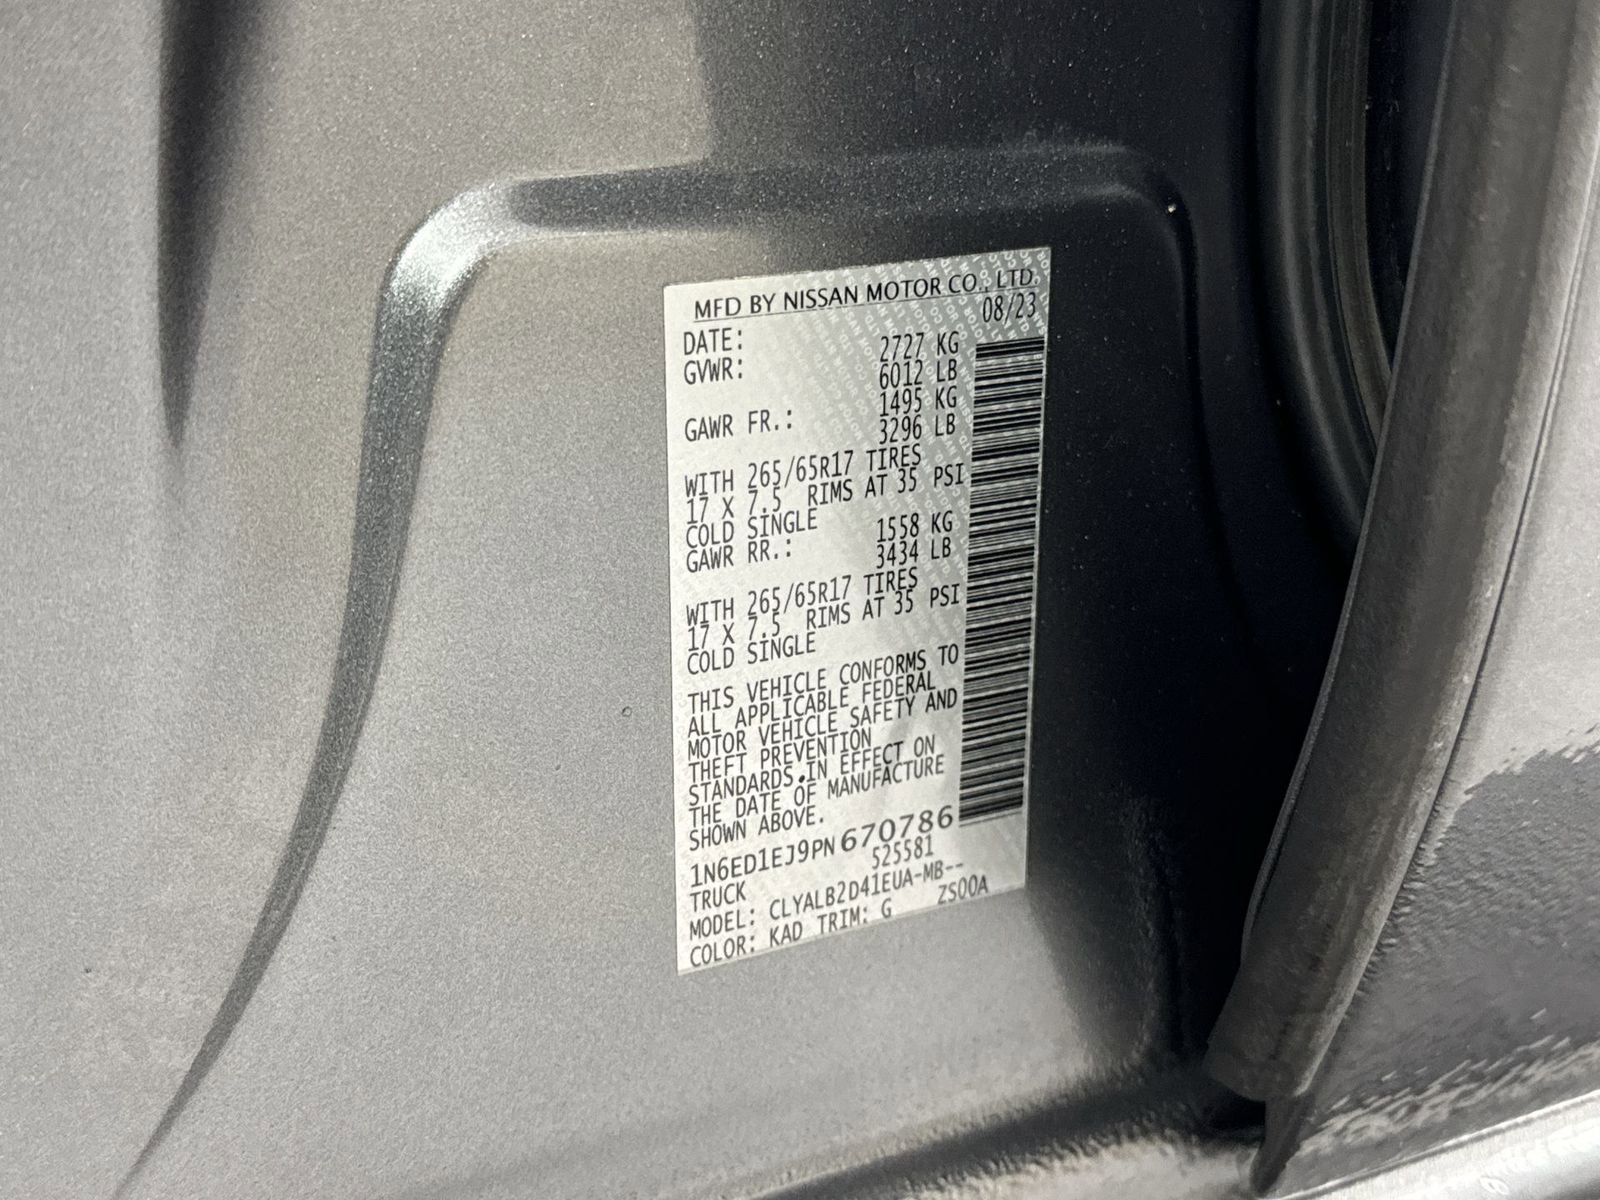 MFD BY NISSAN MOTOR CO., LTD.
DATE: 08/23
GVWR: 2727 KG
6012 LB
GAWR FR.: 1495 KG
3296 LB
WITH 265/65R17 TIRES
17 X 7.5 RIMS AT 35 PSI
COLD SINGLE
GAWR RR.: 1558 KG
3434 LB
WITH 265/65R17 TIRES
17 X 7.5 RIMS AT 35 PSI
COLD SINGLE
THIS VEHICLE CONFORMS TO
ALL APPLICABLE FEDERAL
MOTOR VEHICLE SAFETY AND
THEFT PREVENTION
STANDARDS IN EFFECT ON
THE DATE OF MANUFACTURE
SHOWN ABOVE.
1N6ED1EJ9PN670786
TRUCK 525581
MODEL: CLYALB2D41EUA-MB--
COLOR: KAD TRIM: G ZS00A